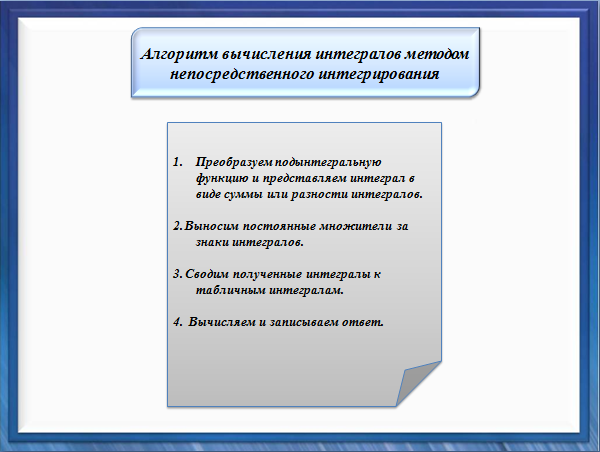 Алгоритм вычисления интегралов методом
непосредственного интегрирования
1. Преобразуем подынтегральную
функцию и представляем интеграл в
виде суммы или разности интегралов.
2. Выносим постоянные множители за
знаки интегралов.
3. Сводим полученные интегралы к
табличным интегралам.
4. Вычисляем и записываем ответ.